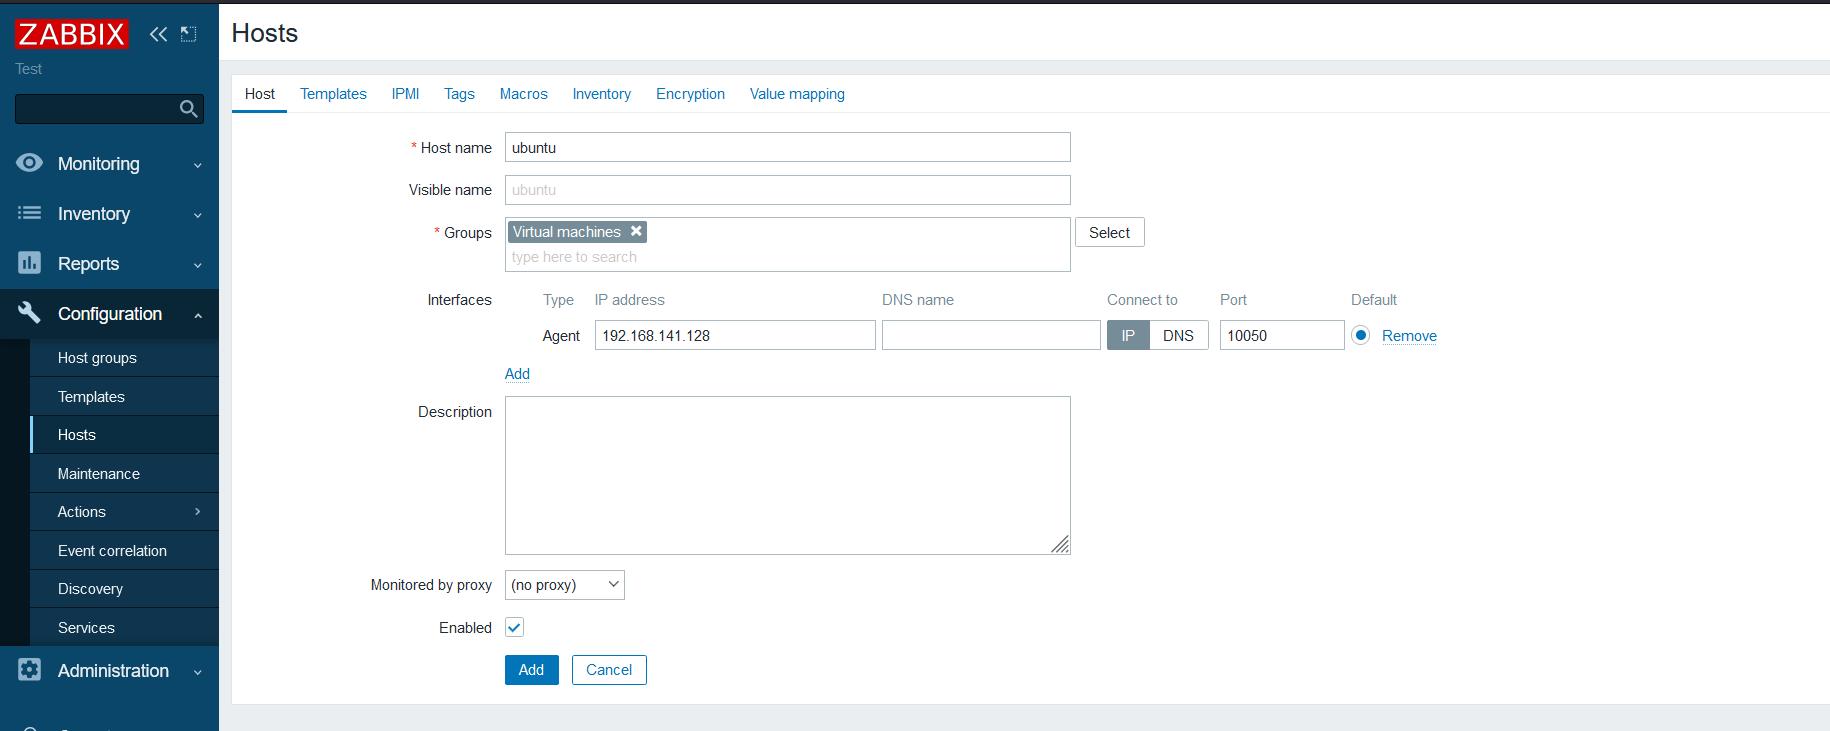 ZABBIX
Test
Monitoring
Inventory
Reports
Configuration
Host groups
Templates
Hosts
Maintenance
Actions
Event correlation
Discovery
Services
Administration
Hosts
Host Templates IPMI Tags Macros Inventory Encryption Value mapping
* Host name ubuntu
Visible name ubuntu
* Groups Virtual machines Select
type here to search
Interfaces Type IP address DNS name Connect to Port Default
Agent 192.168.141.128 IP DNS 10050 Remove
Add
Description
Monitored by proxy (no proxy)
Enabled
Add Cancel